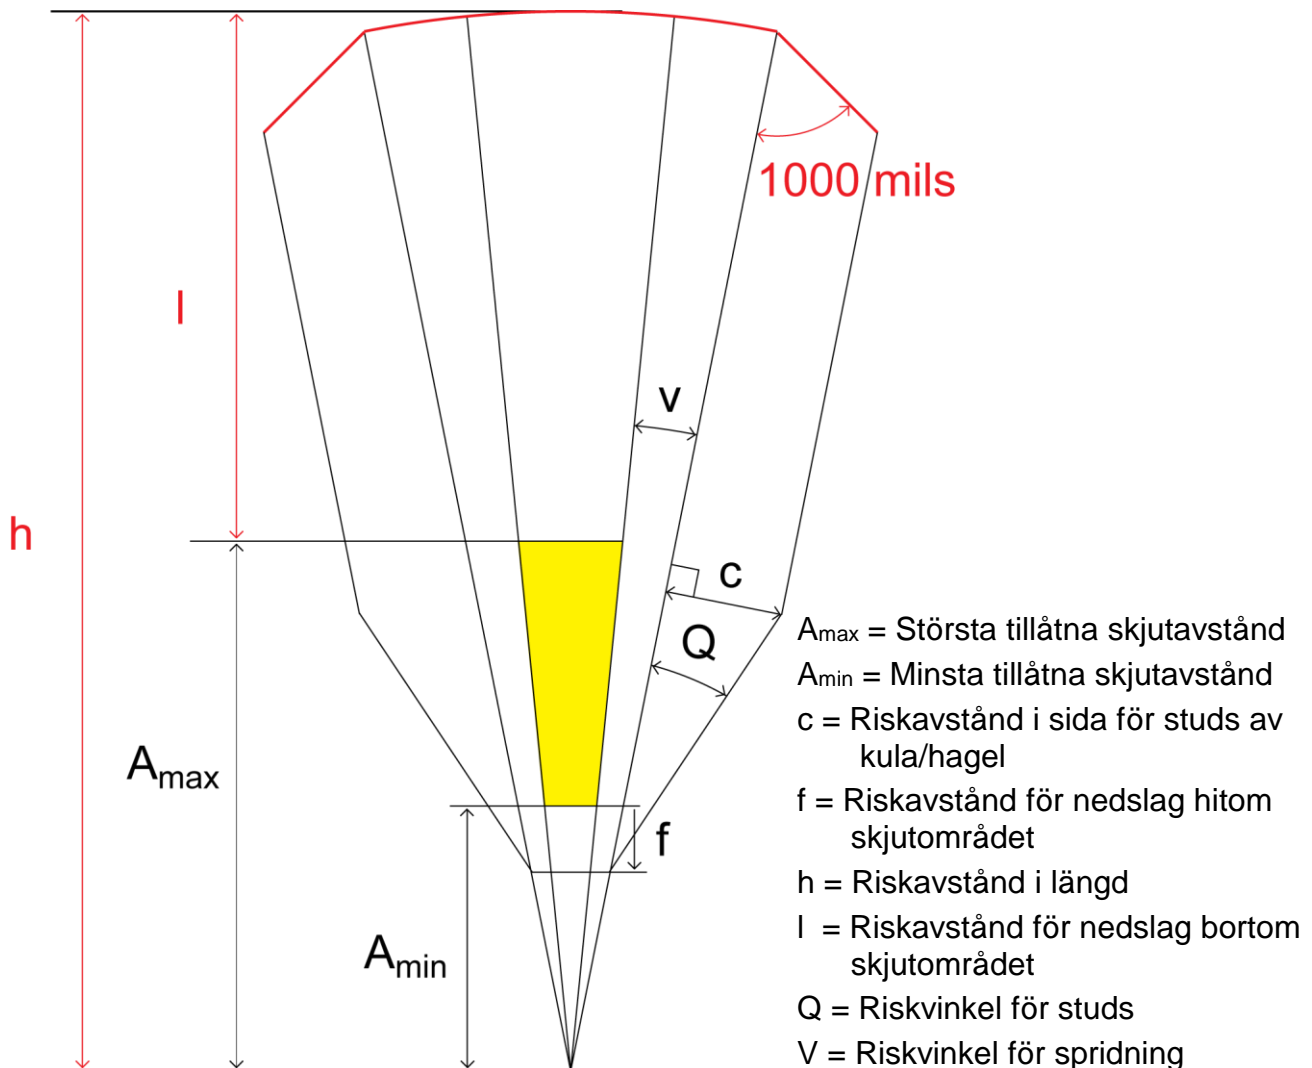 1000 mils
l
v
h
c
Q
Amax
f
Amin
Amax = Största tillåtna skjutavstånd
Amin = Minsta tillåtna skjutavstånd
c = Riskavstånd i sida för studs av
kula/hagel
f = Riskavstånd för nedslag hitom
skjutområdet
h = Riskavstånd i längd
l = Riskavstånd för nedslag bortom
skjutområdet
Q = Riskvinkel för studs
V = Riskvinkel för spridning